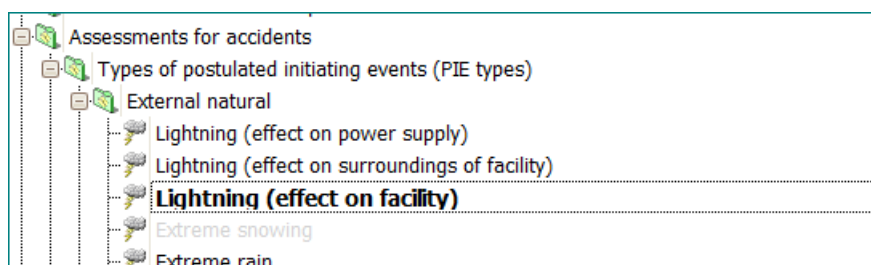 Assessments for accidents
Types of postulated initiating events (PIE types)
External natural
Lightning (effect on power supply)
Lightning (effect on surroundings of facility)
Lightning (effect on facility)
Extreme snowing
Extreme rain